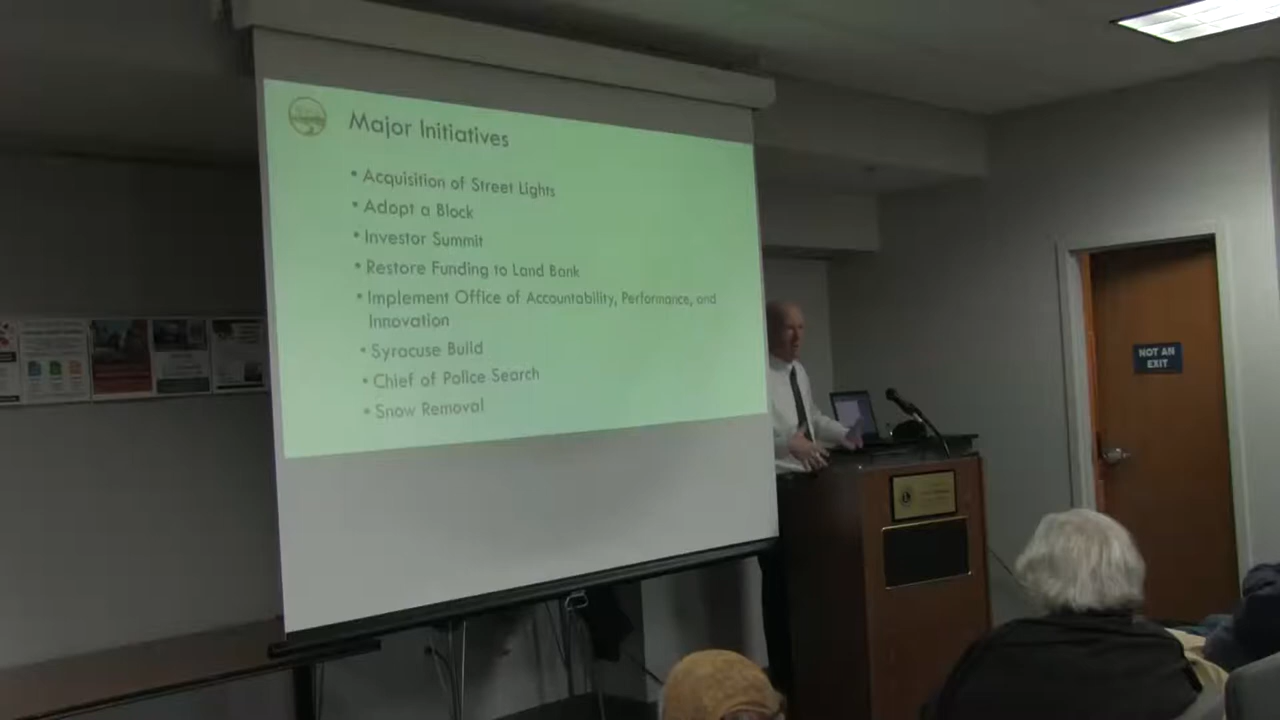 Major Initiatives
• Acquisition of Street Lights
• Adopt a Block
• Investor Summit
• Restore Funding to Land Bank
• Implement Office of Accountability, Performance, and
Innovation
• Syracuse Build
• Chief of Police Search
• Snow Removal
NOT AN
EXIT